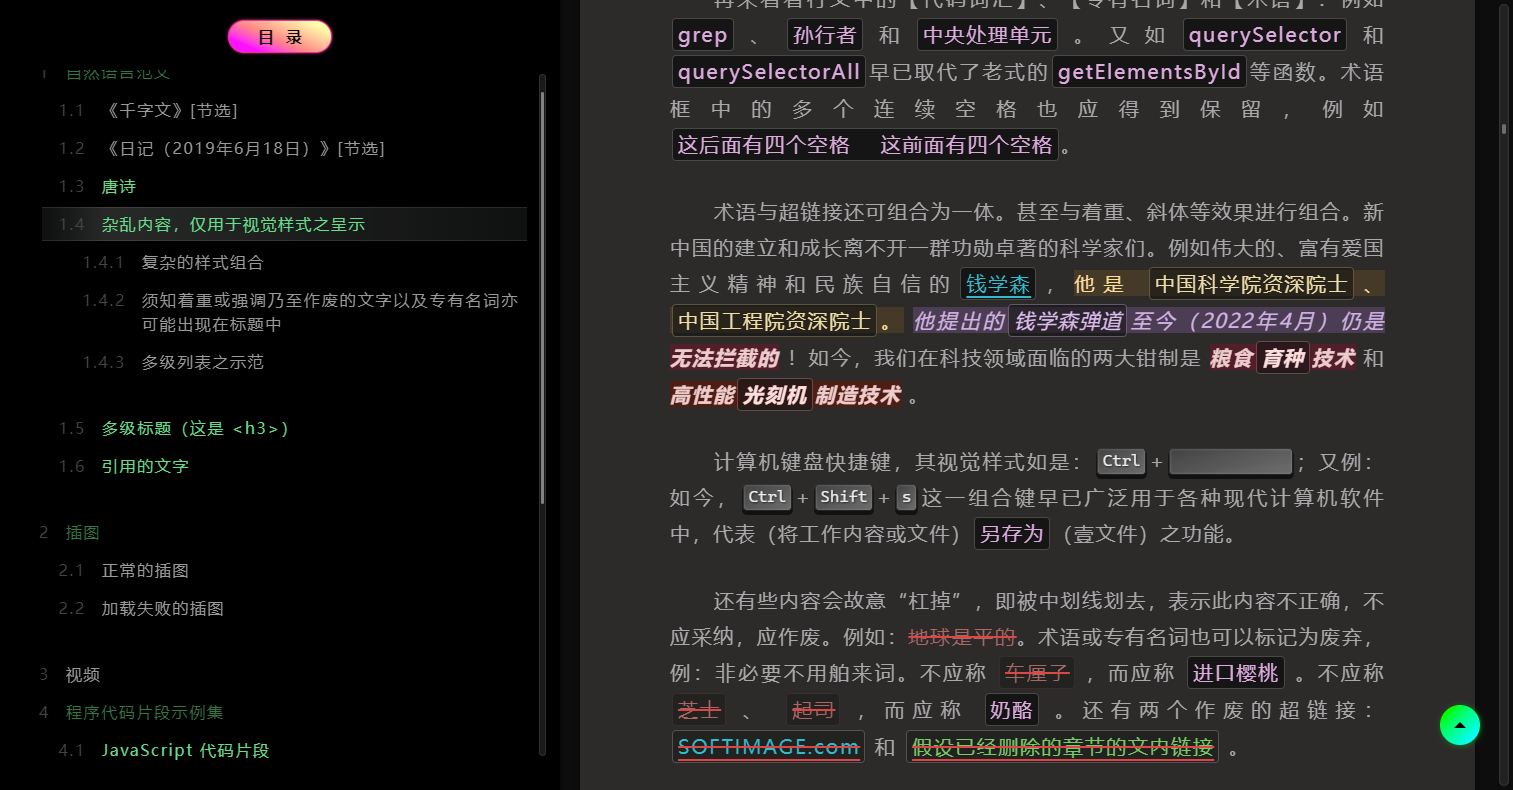 目 录
1 自然语言范文
1.1 《千字文》[节选]
1.2 《日记（2019年6月18日）》[节选]
1.3 唐诗
1.4 杂乱内容，仅用于视觉样式之呈示
1.4.1 复杂的样式组合
1.4.2 须知着重或强调乃至作废的文字以及专有名词亦
可能出现在标题中
1.4.3 多级列表之示范
1.5 多级标题（这是 <h3>）
1.6 引用的文字
2 插图
2.1 正常的插图
2.2 加载失败的插图
3 视频
4 程序代码片段示例集
4.1 JavaScript 代码片段
再来看看行文中的【代码词汇】、【专有名词】和【术语】：例如
grep 、 孙行者 和 中央处理单元 。又如 querySelector 和
querySelectorAll 早已取代了老式的 getElementsById 等函数。术语
框中的多个连续空格也应得到保留，例如
这后面有四个空格    这前面有四个空格 。
术语与超链接还可组合为一体。甚至与着重、斜体等效果进行组合。新
中国的建立和成长离不开一群功勋卓著的科学家们。例如伟大的、富有爱国
主义精神和民族自信的 钱学森 ，他是 中国科学院资深院士 、
中国工程院资深院士 。 他提出的 钱学森弹道 至今（2022年4月）仍是
无法拦截的 ！如今，我们在科技领域面临的两大钳制是 粮食 育种 技术 和
高性能 光刻机 制造技术 。
计算机键盘快捷键，其视觉样式如是： Ctrl + ；又例：
如今， Ctrl + Shift + s 这一组合键早已广泛用于各种现代计算机软件
中，代表（将工作内容或文件） 另存为 （壹文件）之功能。
还有些内容会故意“杠掉”，即被中划线划去，表示此内容不正确，不
应采纳，应作废。例如：地球是平的。术语或专有名词也可以标记为废弃，
例：非必要不用舶来词。不应称 车厘子 ，而应称 进口樱桃 。不应称
芝士 、 起司 ，而应称 奶酪 。还有两个作废的超链接：
SOFTIMAGE.com 和 假设已经删除的章节的文内链接 。